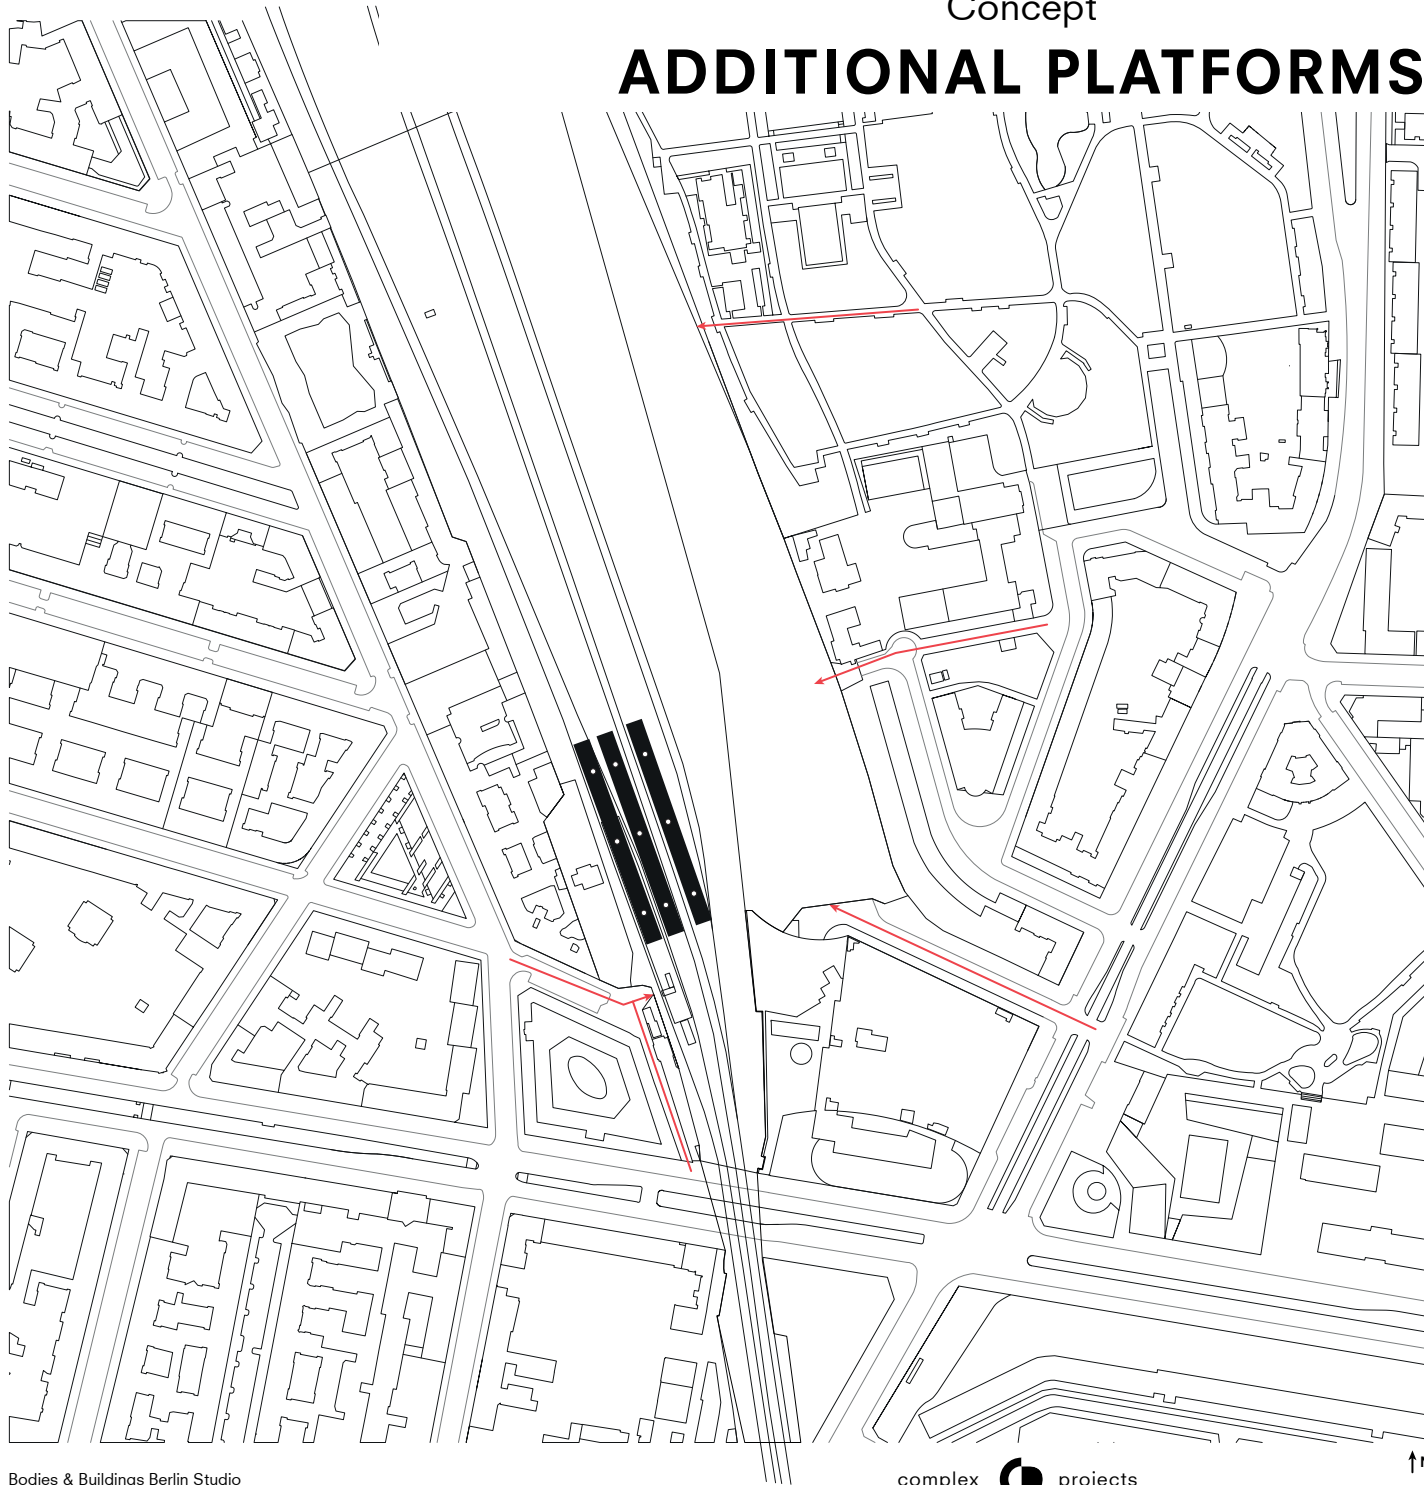 Concept
ADDITIONAL PLATFORMS
Bodies & Buildings Berlin Studio
complex projects